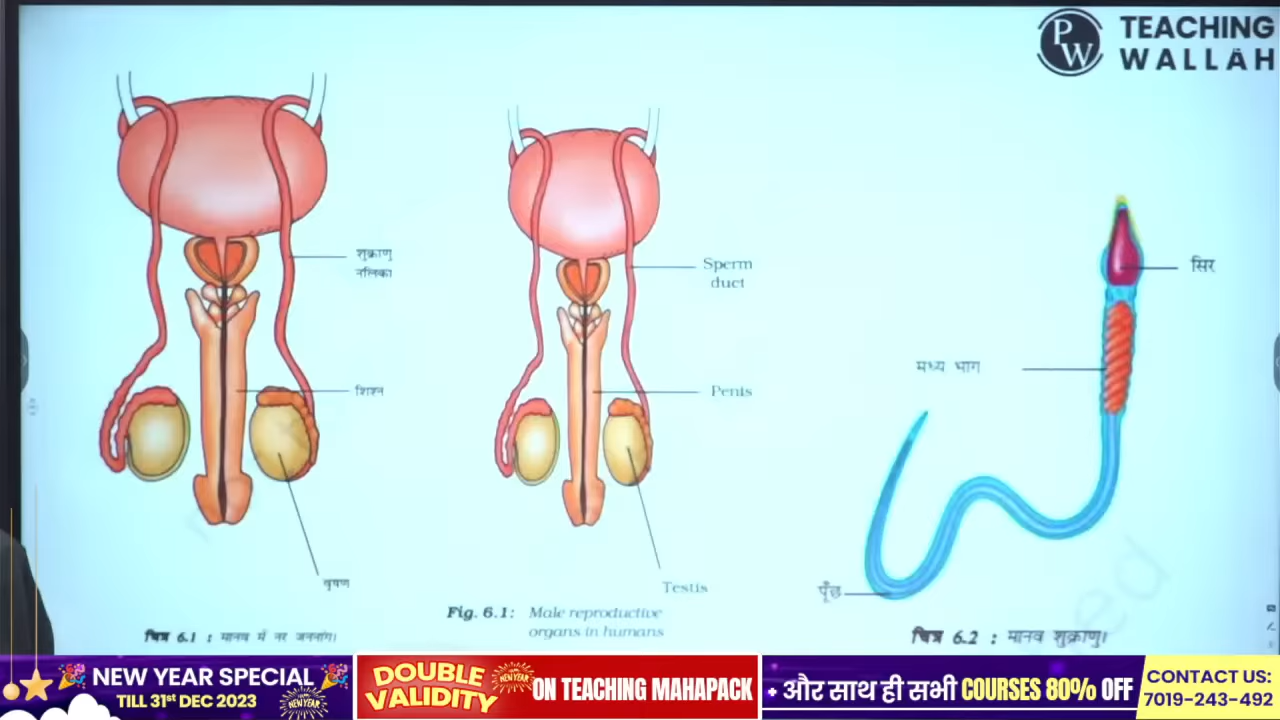 PW
TEACHING
WALLAH
शुक्राणु
नलिका
शिश्न
वृषण
चित्र 6.1 : मानव में नर जननांग।
Sperm
duct
Penis
Testis
Fig. 6.1: Male reproductive
organs in humans
सिर
मध्य भाग
पूँछ
चित्र 6.2 : मानव शुक्राणु।
NEW YEAR SPECIAL
TILL 31st DEC 2023
DOUBLE
VALIDITY
ON TEACHING MAHAPACK
+ और साथ ही सभी COURSES 80% OFF
CONTACT US:
7019-243-492